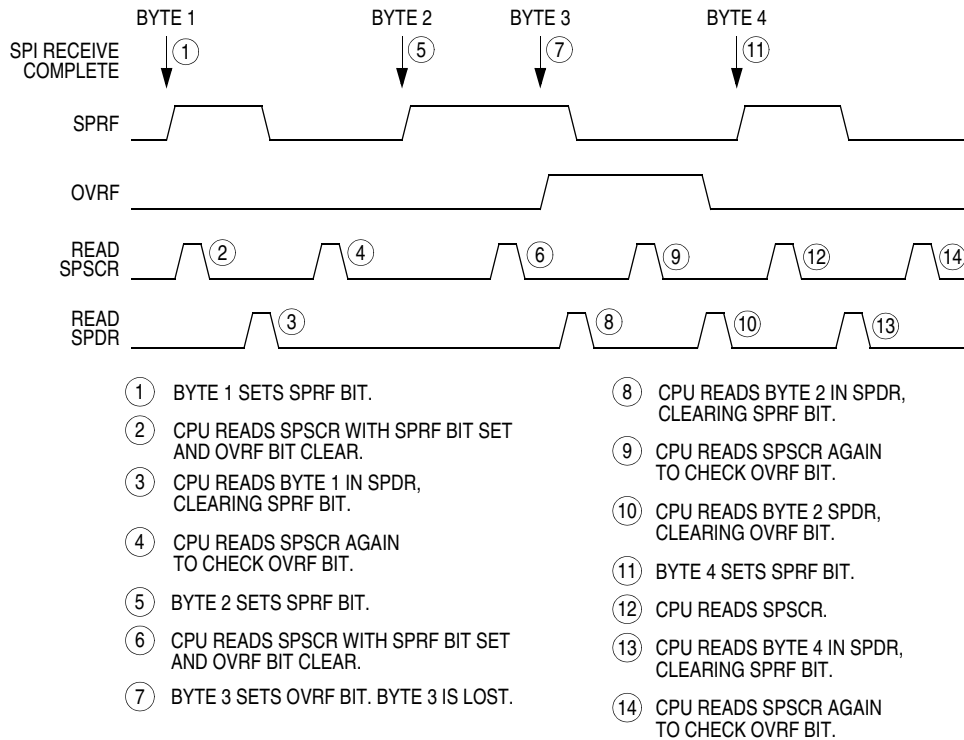 BYTE 1 BYTE 2 BYTE 3 BYTE 4
SPI RECEIVE
COMPLETE
1 5 7 11
SPRF
OVRF
READ
SPSCR
2 4 6 9 12 14
READ
SPDR
3 8 10 13
1 BYTE 1 SETS SPRF BIT.
2 CPU READS SPSCR WITH SPRF BIT SET
AND OVRF BIT CLEAR.
3 CPU READS BYTE 1 IN SPDR,
CLEARING SPRF BIT.
4 CPU READS SPSCR AGAIN
TO CHECK OVRF BIT.
5 BYTE 2 SETS SPRF BIT.
6 CPU READS SPSCR WITH SPRF BIT SET
AND OVRF BIT CLEAR.
7 BYTE 3 SETS OVRF BIT. BYTE 3 IS LOST.
8 CPU READS BYTE 2 IN SPDR,
CLEARING SPRF BIT.
9 CPU READS SPSCR AGAIN
TO CHECK OVRF BIT.
10 CPU READS BYTE 2 SPDR,
CLEARING OVRF BIT.
11 BYTE 4 SETS SPRF BIT.
12 CPU READS SPSCR.
13 CPU READS BYTE 4 IN SPDR,
CLEARING SPRF BIT.
14 CPU READS SPSCR AGAIN
TO CHECK OVRF BIT.